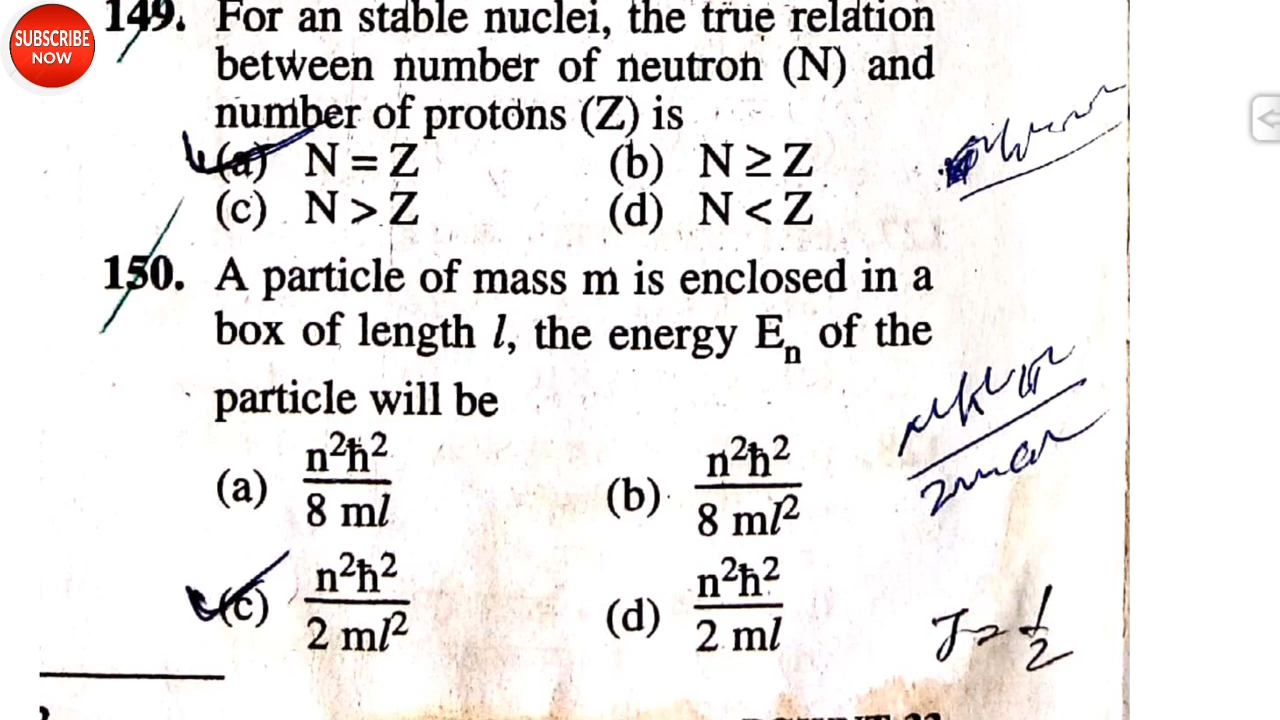 SUBSCRIBE
NOW
149. For an stable nuclei, the true relation
between number of neutron (N) and
number of protons (Z) is
(a) N = Z (b) N ≥ Z
(c) N > Z (d) N < Z
150. A particle of mass m is enclosed in a
box of length l, the energy Eₙ of the
particle will be
(a) n²ħ²/8 ml (b) n²ħ²/8 ml²
(c) n²ħ²/2 ml² (d) n²ħ²/2 ml
J = 1/2